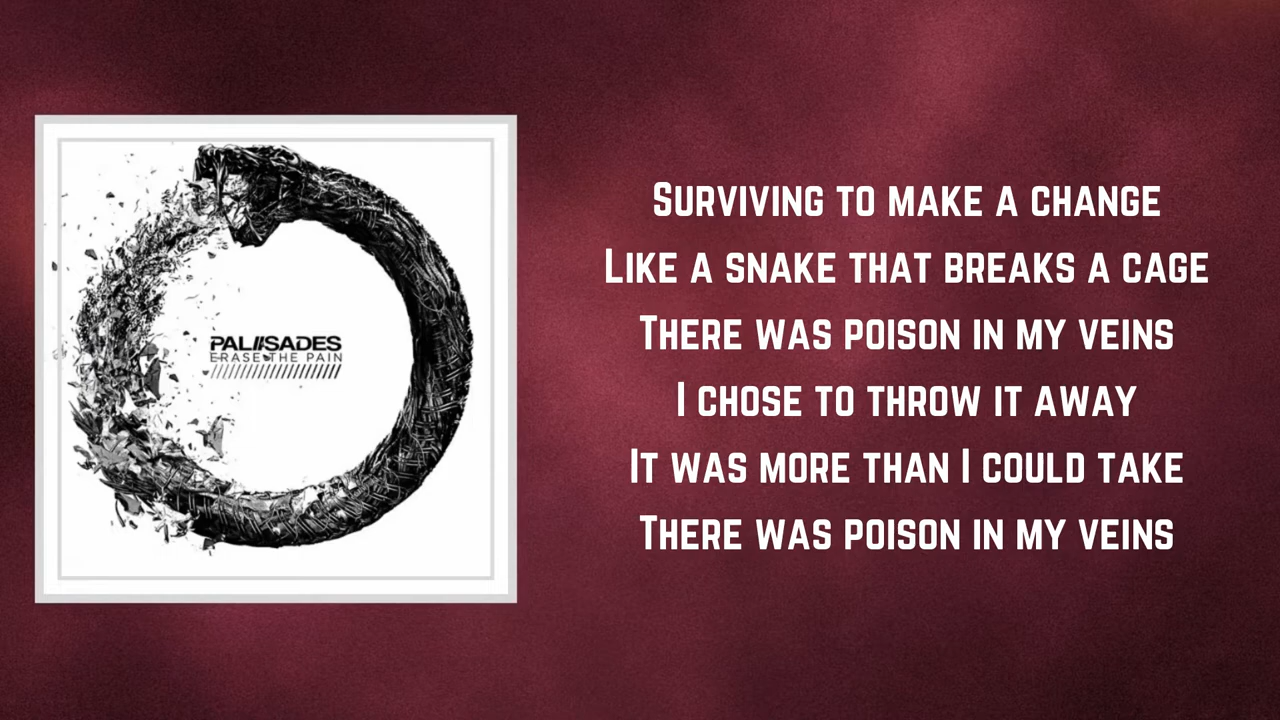 PALISADES
ERASE THE PAIN
////////////////////
Surviving to make a change
Like a snake that breaks a cage
There was poison in my veins
I chose to throw it away
It was more than I could take
There was poison in my veins